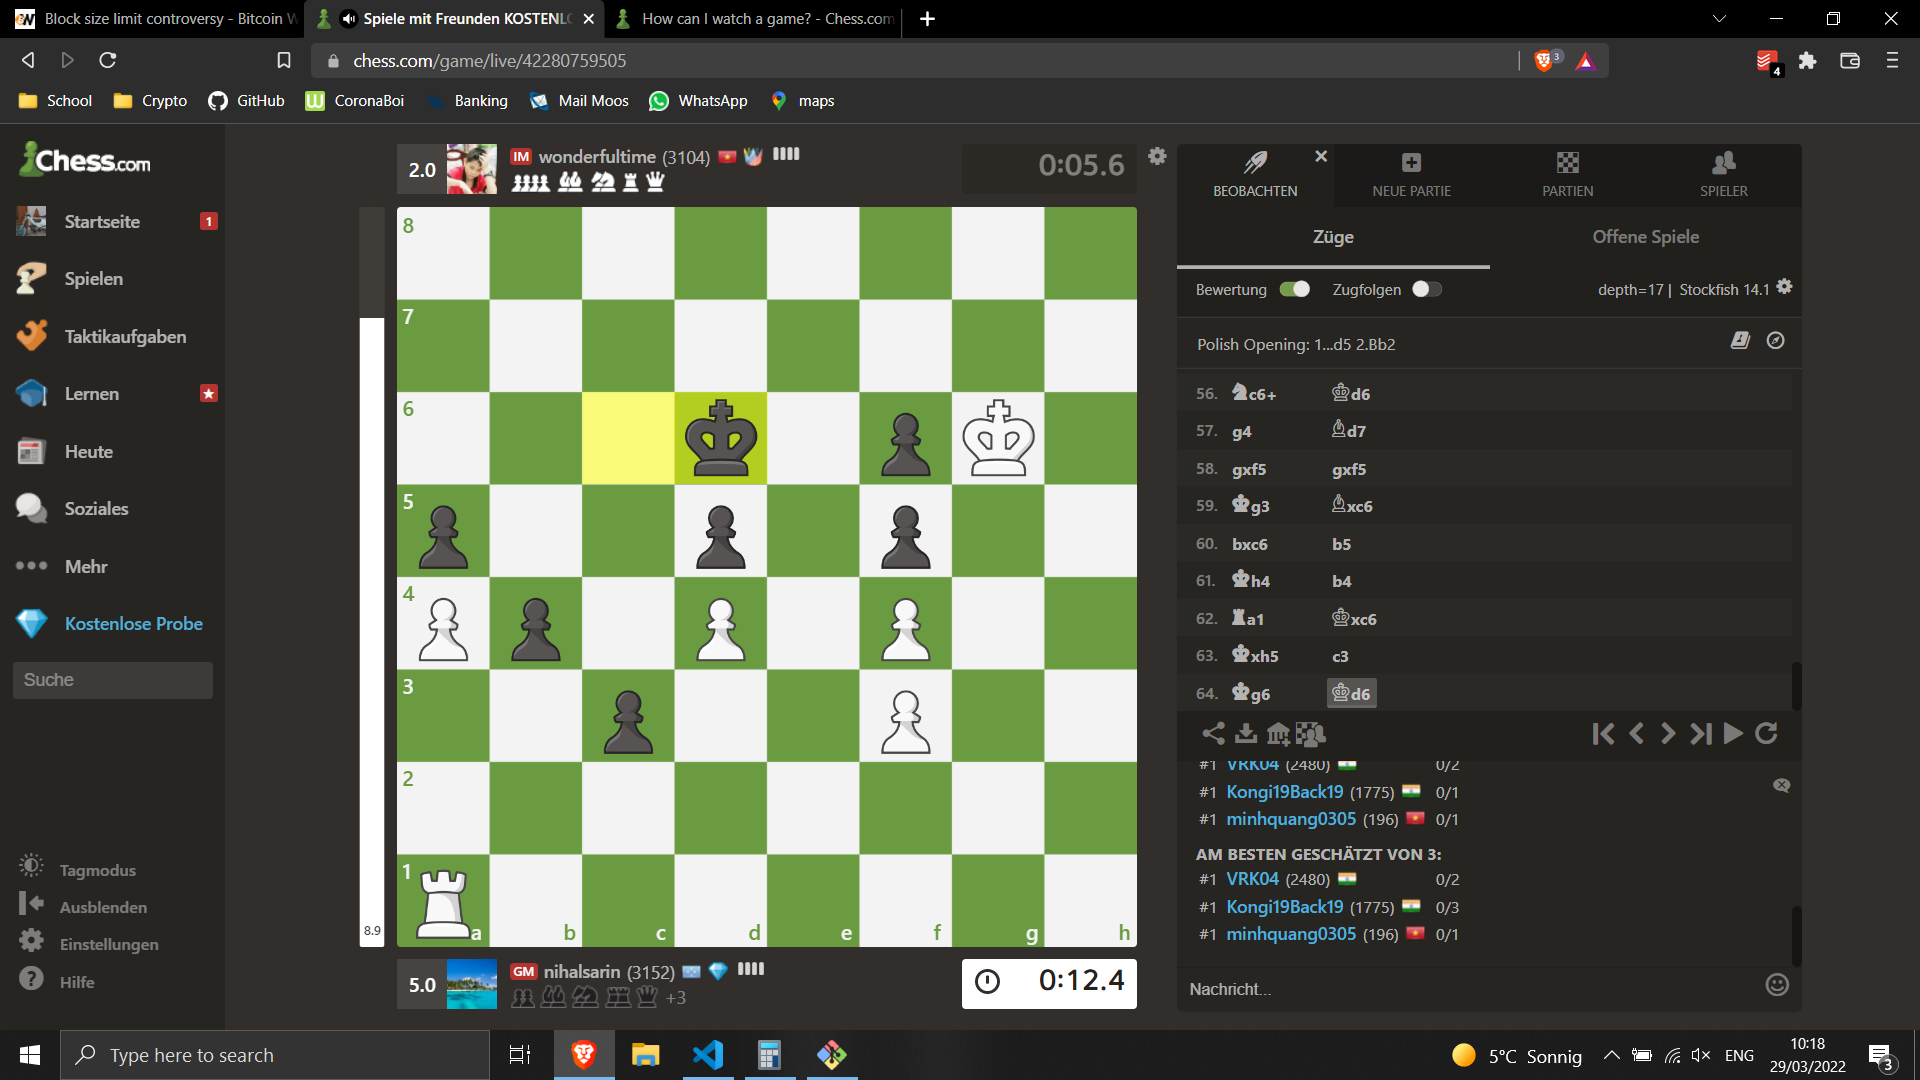 Block size limit controversy - Bitcoin W
Spiele mit Freunden KOSTENLO
How can I watch a game? - Chess.com
chess.com/game/live/42280759505
3
4
School
Crypto
GitHub
CoronaBoi
Banking
Mail Moos
WhatsApp
maps
Chess.com
Startseite
1
Spielen
Taktikaufgaben
Lernen
Heute
Soziales
Mehr
Kostenlose Probe
Suche
Tagmodus
Ausblenden
Einstellungen
Hilfe
2.0
IM wonderfultime (3104)
0:05.6
8
7
6
5
4
3
2
1
a b c d e f g h
8.9
5.0
GM nihalsarin (3152)
+3
0:12.4
BEOBACHTEN
NEUE PARTIE
PARTIEN
SPIELER
Züge
Offene Spiele
Bewertung
Zugfolgen
depth=17 | Stockfish 14.1
Polish Opening: 1...d5 2.Bb2
56. c6+ d6
57. g4 d7
58. gxf5 gxf5
59. g3 xc6
60. bxc6 b5
61. h4 b4
62. a1 xc6
63. xh5 c3
64. g6 d6
#1 VRK04 (2480) 0/2
#1 Kongi19Back19 (1775) 0/1
#1 minhquang0305 (196) 0/1
AM BESTEN GESCHÄTZT VON 3:
#1 VRK04 (2480) 0/2
#1 Kongi19Back19 (1775) 0/3
#1 minhquang0305 (196) 0/1
Nachricht...
Type here to search
5°C Sonnig
ENG
10:18
29/03/2022
3